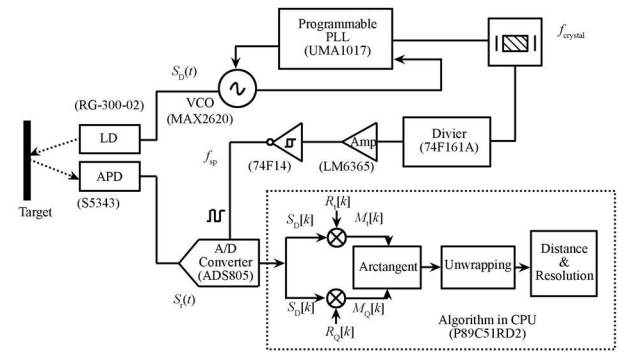 Programmable
PLL
(UMA1017)
f_crystal
S_D(t)
(RG-300-02)
VCO
(MAX2620)
LD
APD
(S5343)
Target
f_sp
(74F14)
Amp
(LM6365)
Divier
(74F161A)
A/D
Converter
(ADS805)
S_r(t)
R_I[k]
S_D[k]
M_I[k]
S_D[k]
M_Q[k]
R_Q[k]
Arctangent
Unwrapping
Distance
&
Resolution
Algorithm in CPU
(P89C51RD2)